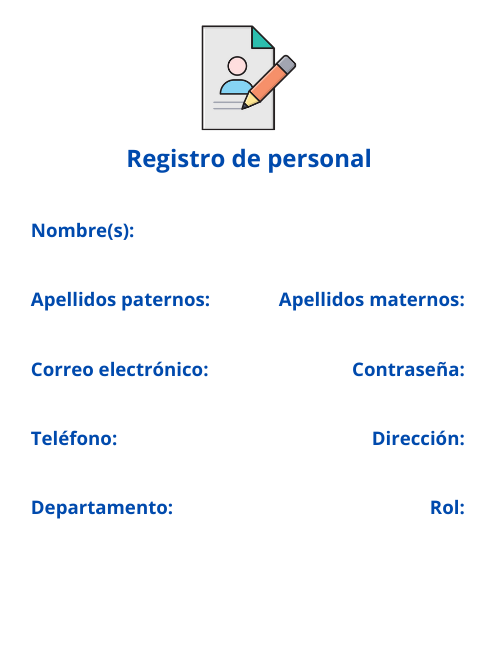 Registro de personal
Nombre(s):
Apellidos paternos: Apellidos maternos:
Correo electrónico: Contraseña:
Teléfono: Dirección:
Departamento: Rol: